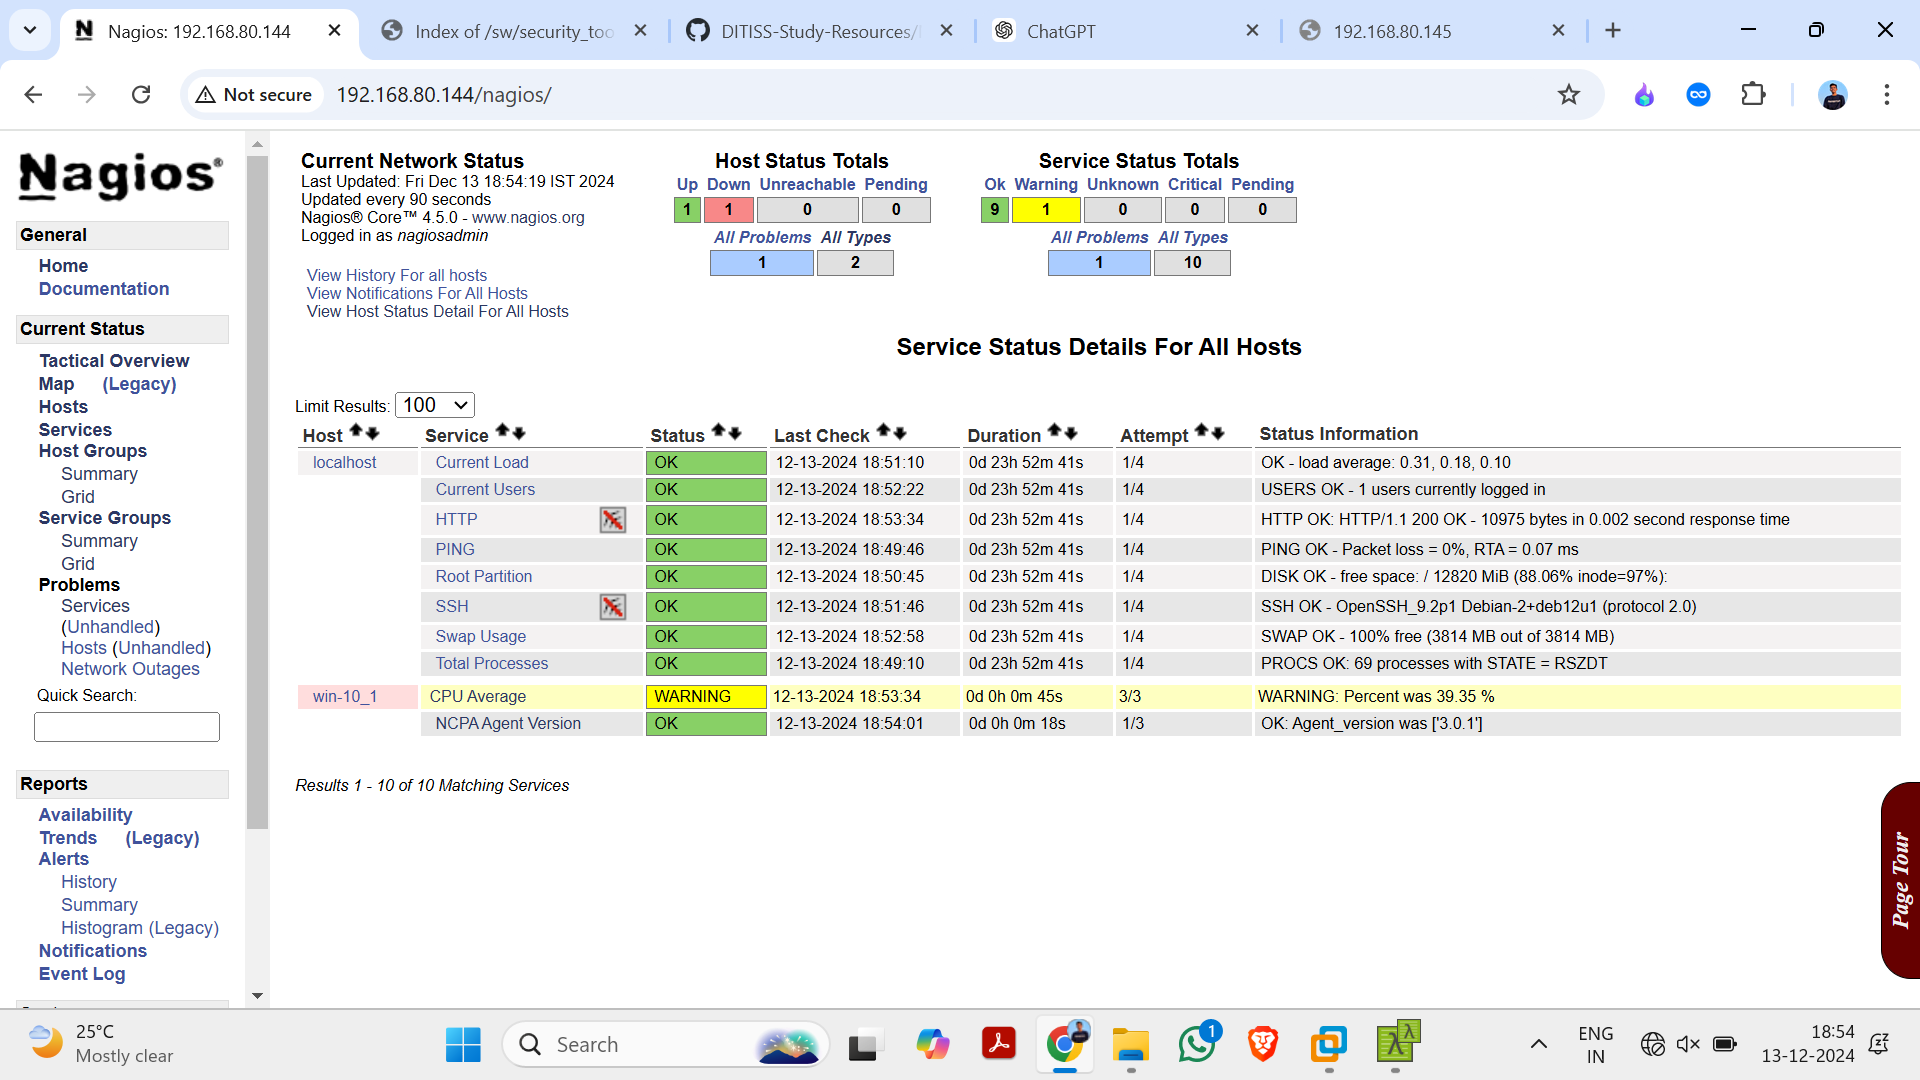 Nagios: 192.168.80.144
Index of /sw/security_too
DITISS-Study-Resources/
ChatGPT
192.168.80.145
Not secure
192.168.80.144/nagios/
Nagios®
General
Home
Documentation
Current Status
Tactical Overview
Map (Legacy)
Hosts
Services
Host Groups
Summary
Grid
Service Groups
Summary
Grid
Problems
Services
(Unhandled)
Hosts (Unhandled)
Network Outages
Quick Search:
Reports
Availability
Trends (Legacy)
Alerts
History
Summary
Histogram (Legacy)
Notifications
Event Log
Current Network Status
Last Updated: Fri Dec 13 18:54:19 IST 2024
Updated every 90 seconds
Nagios® Core™ 4.5.0 - www.nagios.org
Logged in as nagiosadmin
View History For all hosts
View Notifications For All Hosts
View Host Status Detail For All Hosts
Host Status Totals
Up Down Unreachable Pending
1 1 0 0
All Problems All Types
1 2
Service Status Totals
Ok Warning Unknown Critical Pending
9 1 0 0 0
All Problems All Types
1 10
Service Status Details For All Hosts
Limit Results: 100
Host Service Status Last Check Duration Attempt Status Information
localhost Current Load OK 12-13-2024 18:51:10 0d 23h 52m 41s 1/4 OK - load average: 0.31, 0.18, 0.10
Current Users OK 12-13-2024 18:52:22 0d 23h 52m 41s 1/4 USERS OK - 1 users currently logged in
HTTP OK 12-13-2024 18:53:34 0d 23h 52m 41s 1/4 HTTP OK: HTTP/1.1 200 OK - 10975 bytes in 0.002 second response time
PING OK 12-13-2024 18:49:46 0d 23h 52m 41s 1/4 PING OK - Packet loss = 0%, RTA = 0.07 ms
Root Partition OK 12-13-2024 18:50:45 0d 23h 52m 41s 1/4 DISK OK - free space: / 12820 MiB (88.06% inode=97%):
SSH OK 12-13-2024 18:51:46 0d 23h 52m 41s 1/4 SSH OK - OpenSSH_9.2p1 Debian-2+deb12u1 (protocol 2.0)
Swap Usage OK 12-13-2024 18:52:58 0d 23h 52m 41s 1/4 SWAP OK - 100% free (3814 MB out of 3814 MB)
Total Processes OK 12-13-2024 18:49:10 0d 23h 52m 41s 1/4 PROCS OK: 69 processes with STATE = RSZDT
win-10_1 CPU Average WARNING 12-13-2024 18:53:34 0d 0h 0m 45s 3/3 WARNING: Percent was 39.35 %
NCPA Agent Version OK 12-13-2024 18:54:01 0d 0h 0m 18s 1/3 OK: Agent_version was ['3.0.1']
Results 1 - 10 of 10 Matching Services
Page Tour
25°C
Mostly clear
Search
1
ENG
IN
18:54
13-12-2024